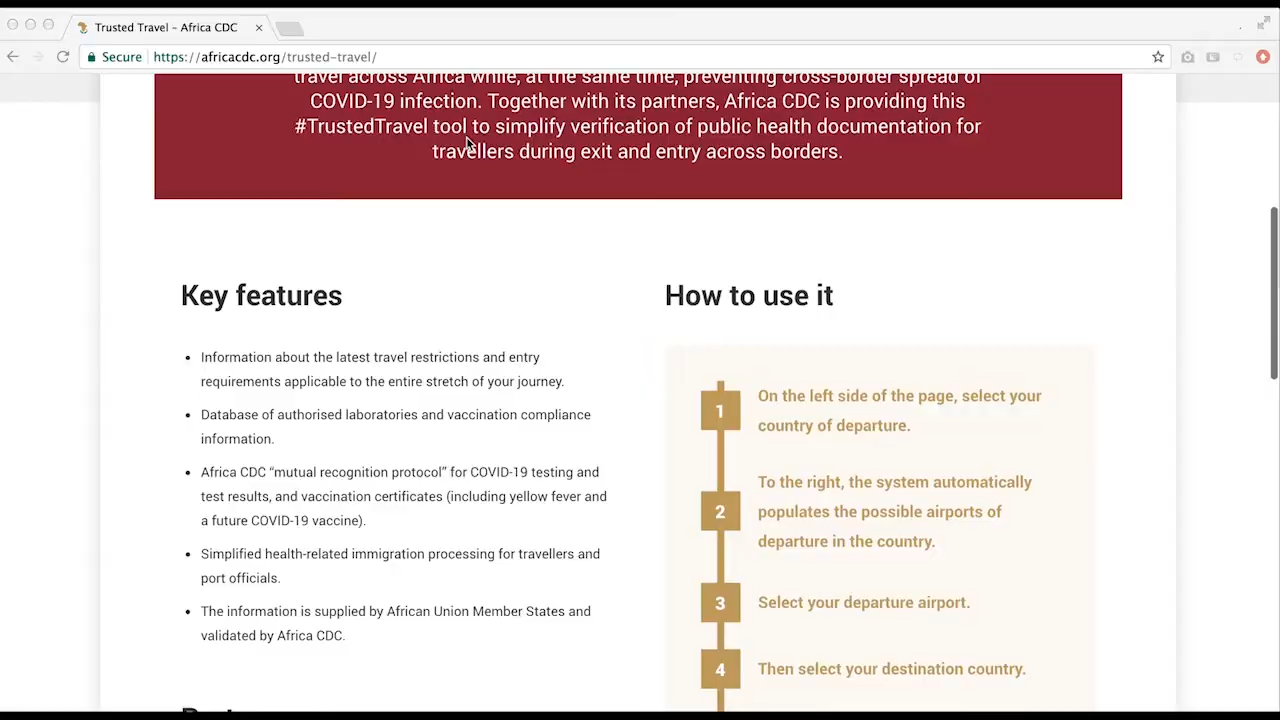 Trusted Travel – Africa CDC
Secure https://africacdc.org/trusted-travel/
travel across Africa while, at the same time, preventing cross-border spread of
COVID-19 infection. Together with its partners, Africa CDC is providing this
#TrustedTravel tool to simplify verification of public health documentation for
travellers during exit and entry across borders.
Key features
Information about the latest travel restrictions and entry
requirements applicable to the entire stretch of your journey.
Database of authorised laboratories and vaccination compliance
information.
Africa CDC “mutual recognition protocol” for COVID-19 testing and
test results, and vaccination certificates (including yellow fever and
a future COVID-19 vaccine).
Simplified health-related immigration processing for travellers and
port officials.
The information is supplied by African Union Member States and
validated by Africa CDC.
How to use it
1
On the left side of the page, select your
country of departure.
2
To the right, the system automatically
populates the possible airports of
departure in the country.
3
Select your departure airport.
4
Then select your destination country.